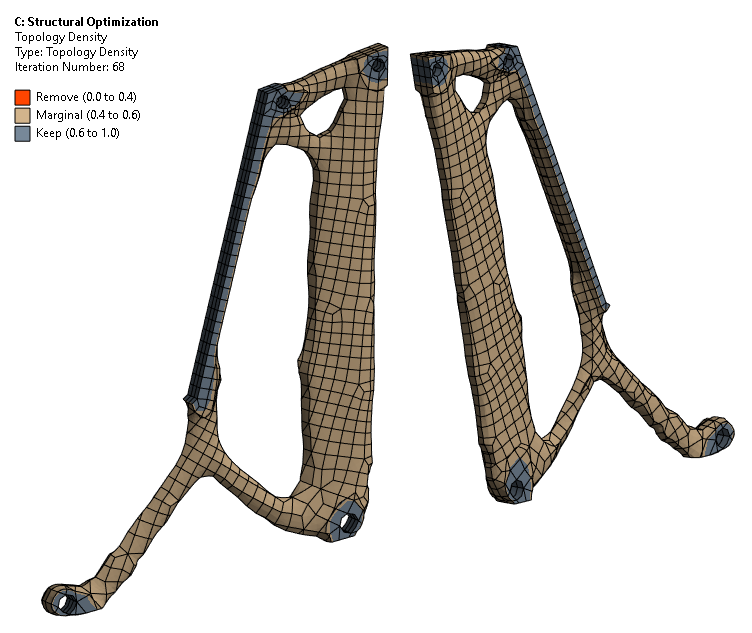 C: Structural Optimization
Topology Density
Type: Topology Density
Iteration Number: 68
Remove (0.0 to 0.4)
Marginal (0.4 to 0.6)
Keep (0.6 to 1.0)